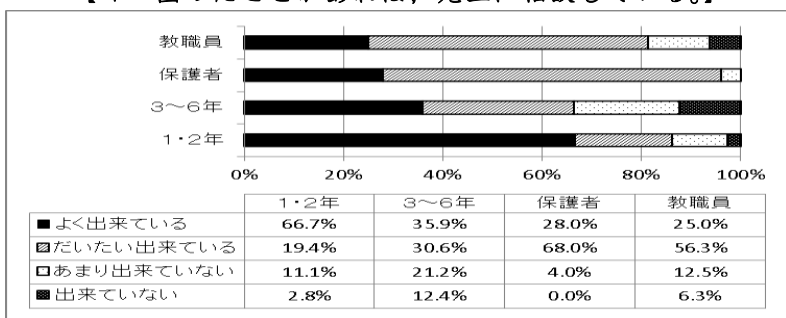 教職員
保護者
3～6年
1・2年
0% 20% 40% 60% 80% 100%
1・2年 3～6年 保護者 教職員
■よく出来ている 66.7% 35.9% 28.0% 25.0%
だいたい出来ている 19.4% 30.6% 68.0% 56.3%
あまり出来ていない 11.1% 21.2% 4.0% 12.5%
出来ていない 2.8% 12.4% 0.0% 6.3%